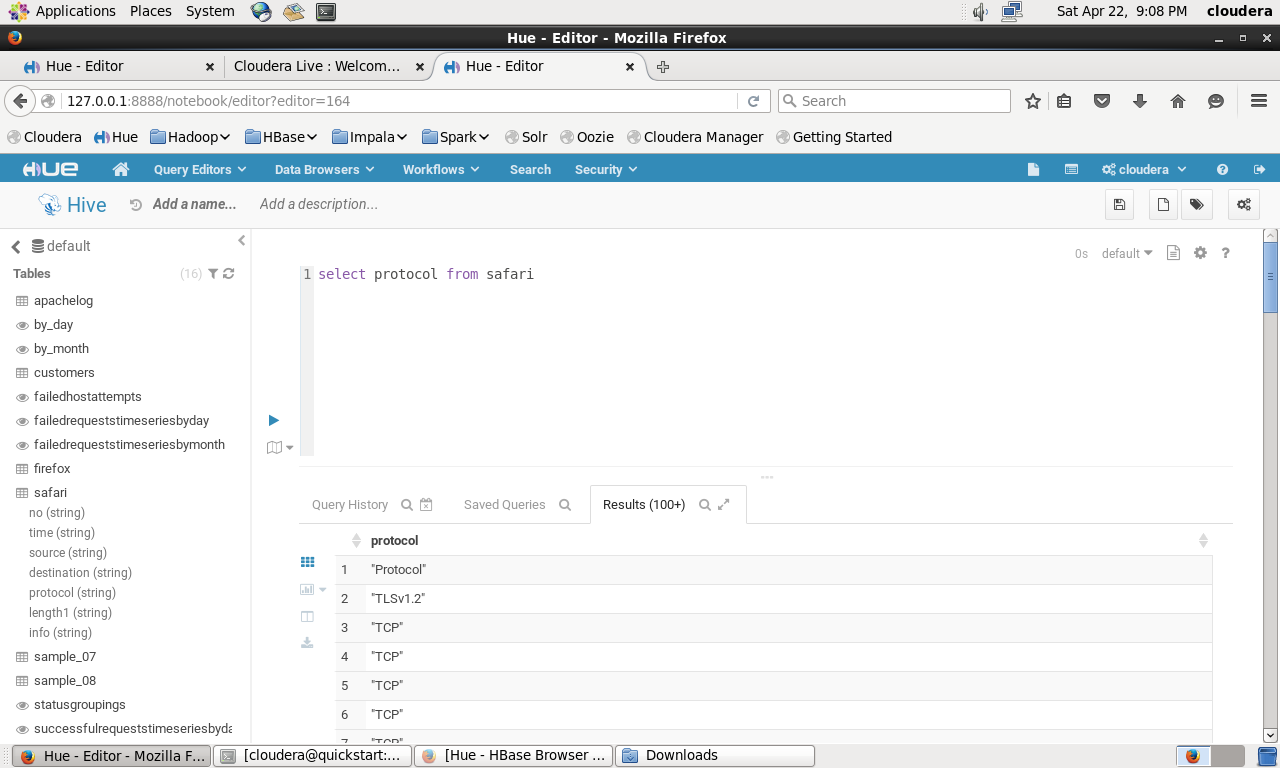 Applications Places System Sat Apr 22, 9:08 PM cloudera
Hue - Editor - Mozilla Firefox
Hue - Editor Cloudera Live : Welcom... Hue - Editor
127.0.0.1:8888/notebook/editor?editor=164 Search
Cloudera Hue Hadoop HBase Impala Spark Solr Oozie Cloudera Manager Getting Started
HUE Query Editors Data Browsers Workflows Search Security cloudera
Hive Add a name... Add a description...
default
0s default ?
Tables (16)
1 select protocol from safari
apachelog
by_day
by_month
customers
failedhostattempts
failedrequeststimeseriesbyday
failedrequeststimeseriesbymonth
firefox
safari
no (string)
time (string)
source (string)
destination (string)
protocol (string)
length1 (string)
info (string)
sample_07
sample_08
statusgroupings
successfulrequeststimeseriesbyda
Query History Saved Queries Results (100+)
protocol
1 "Protocol"
2 "TLSv1.2"
3 "TCP"
4 "TCP"
5 "TCP"
6 "TCP"
7 "TCP"
Hue - Editor - Mozilla F... [cloudera@quickstart:... [Hue - HBase Browser ... Downloads